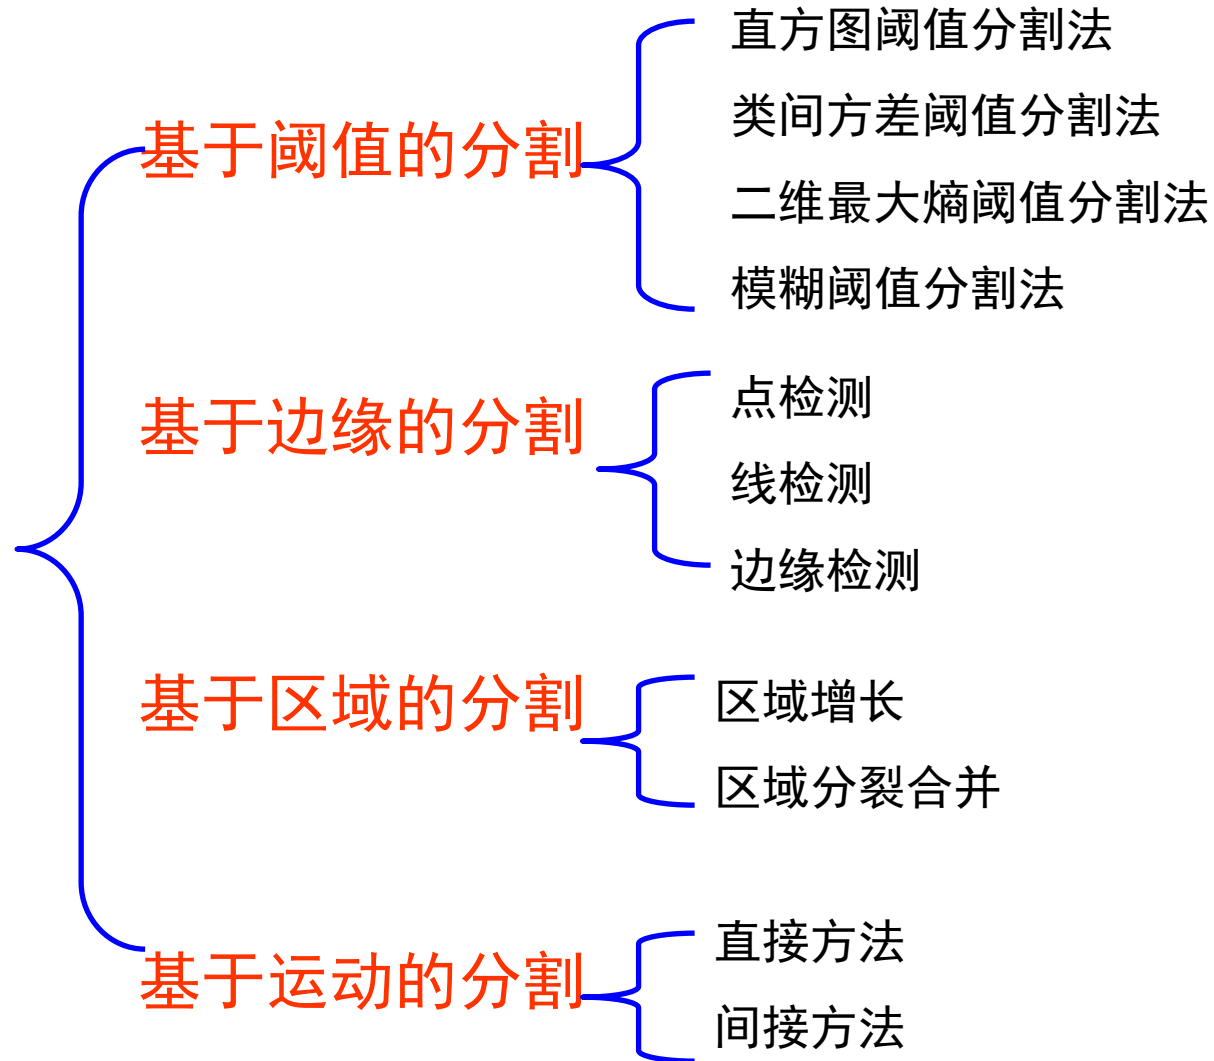 基于阈值的分割
直方图阈值分割法
类间方差阈值分割法
二维最大熵阈值分割法
模糊阈值分割法
基于边缘的分割
点检测
线检测
边缘检测
基于区域的分割
区域增长
区域分裂合并
基于运动的分割
直接方法
间接方法